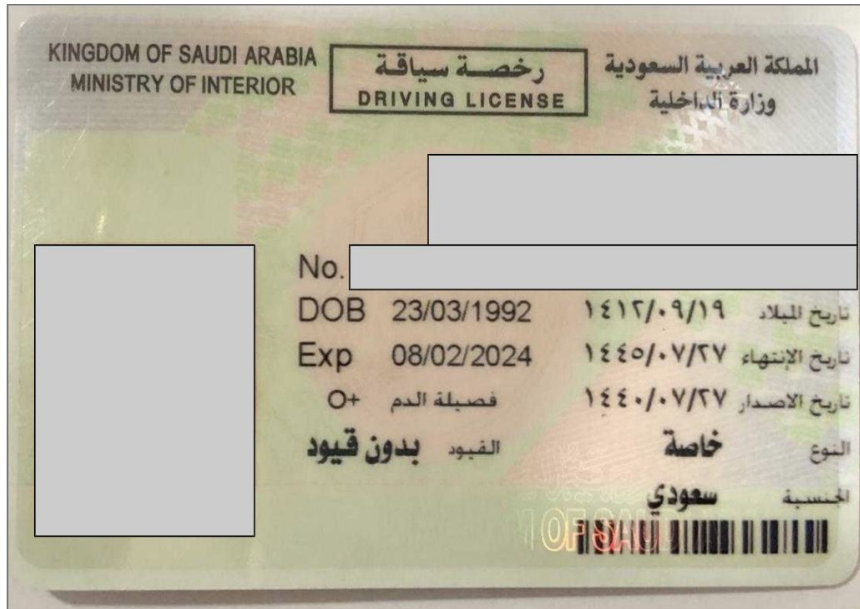 KINGDOM OF SAUDI ARABIA
MINISTRY OF INTERIOR
رخصة سياقة
DRIVING LICENSE
المملكة العربية السعودية
وزارة الداخلية
No.
DOB 23/03/1992 ١٤١٢/٠٩/١٩ تاريخ الميلاد
Exp 08/02/2024 ١٤٤٥/٠٧/٢٧ تاريخ الإنتهاء
O+ فصيلة الدم ١٤٤٠/٠٧/٢٧ تاريخ الاصدار
النوع خاصة القيود بدون قيود
الجنسية سعودي
OF SAU